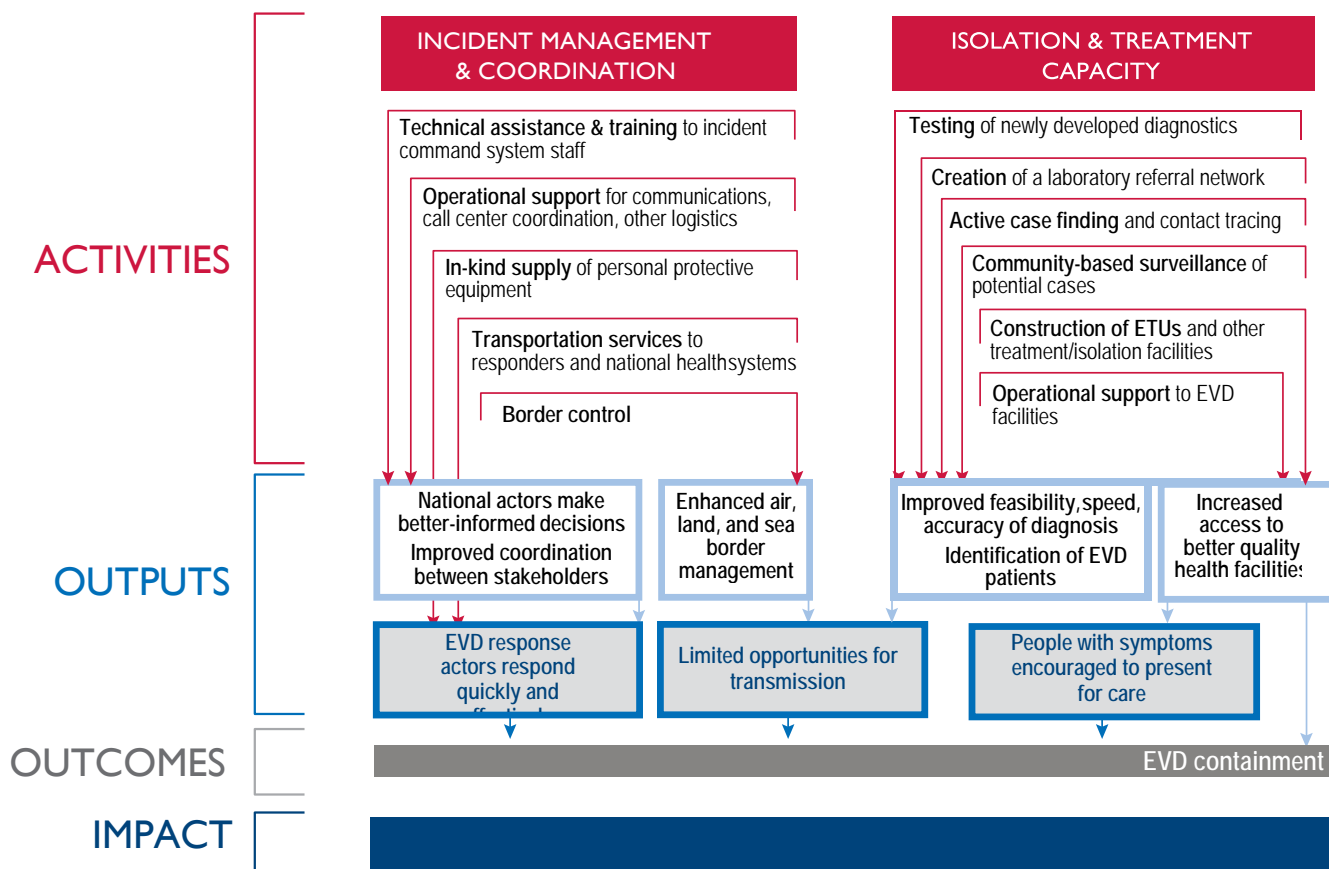 INCIDENT MANAGEMENT
& COORDINATION
ISOLATION & TREATMENT
CAPACITY
ACTIVITIES
Technical assistance & training to incident
command system staff
Operational support for communications,
call center coordination, other logistics
In-kind supply of personal protective
equipment
Transportation services to
responders and national healthsystems
Border control
Testing of newly developed diagnostics
Creation of a laboratory referral network
Active case finding and contact tracing
Community-based surveillance of
potential cases
Construction of ETUs and other
treatment/isolation facilities
Operational support to EVD
facilities
OUTPUTS
National actors make
better-informed decisions
Improved coordination
between stakeholders
Enhanced air,
land, and sea
border
management
Improved feasibility, speed,
accuracy of diagnosis
Identification of EVD
patients
Increased
access to
better quality
health facilities
EVD response
actors respond
quickly and
Limited opportunities for
transmission
People with symptoms
encouraged to present
for care
OUTCOMES
EVD containment
IMPACT